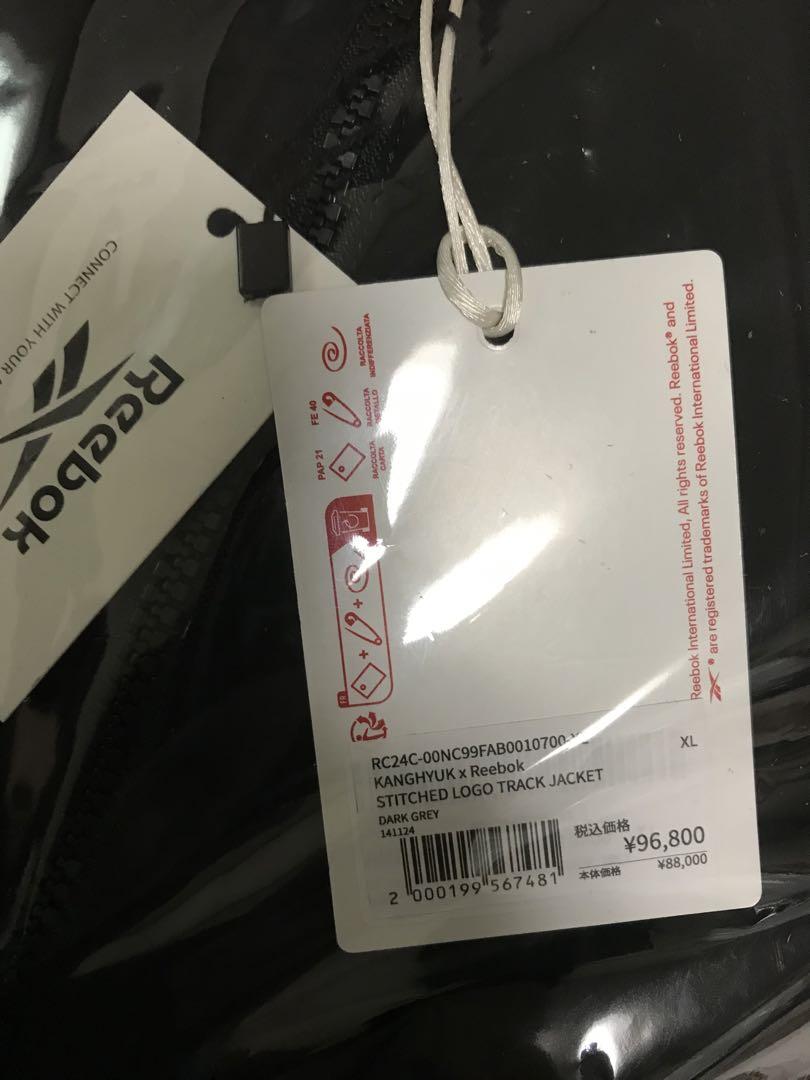 CONNECT WITH YOUR
Reebok
RACCOLTA
INDIFFERENZIATA
FE 40
RACCOLTA
METALLO
PAP 21
RACCOLTA
CARTA
FR
Reebok International Limited, All rights reserved. Reebok® and
® are registered trademarks of Reebok International Limited.
RC24C-00NC99FAB0010700-XL
XL
KANGHYUK x Reebok
STITCHED LOGO TRACK JACKET
DARK GREY
141124
税込価格
¥96,800
本体価格 ¥88,000
2 000199 567481